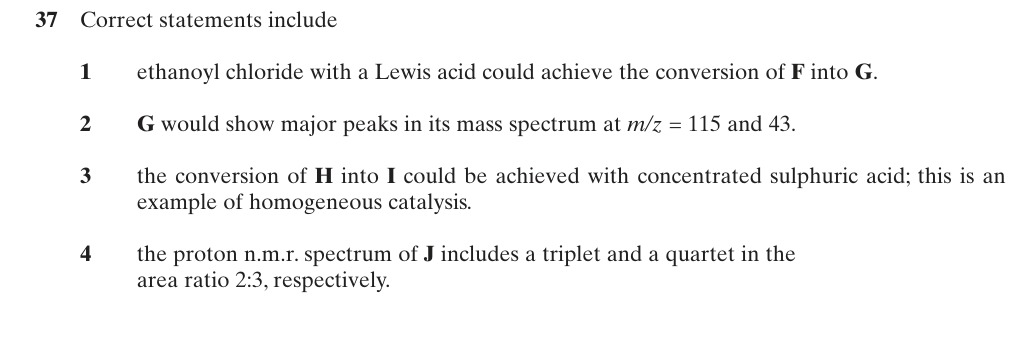 37 Correct statements include
1 ethanoyl chloride with a Lewis acid could achieve the conversion of F into G.
2 G would show major peaks in its mass spectrum at m/z = 115 and 43.
3 the conversion of H into I could be achieved with concentrated sulphuric acid; this is an
example of homogeneous catalysis.
4 the proton n.m.r. spectrum of J includes a triplet and a quartet in the
area ratio 2:3, respectively.